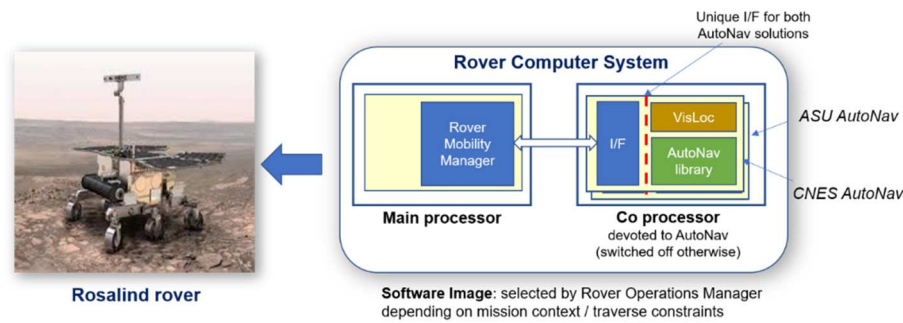 Unique I/F for both
AutoNav solutions
Rover Computer System
Rover
Mobility
Manager
I/F
VisLoc
AutoNav
library
ASU AutoNav
CNES AutoNav
Main processor
Co processor
devoted to AutoNav
(switched off otherwise)
Rosalind rover
Software Image: selected by Rover Operations Manager
depending on mission context / traverse constraints